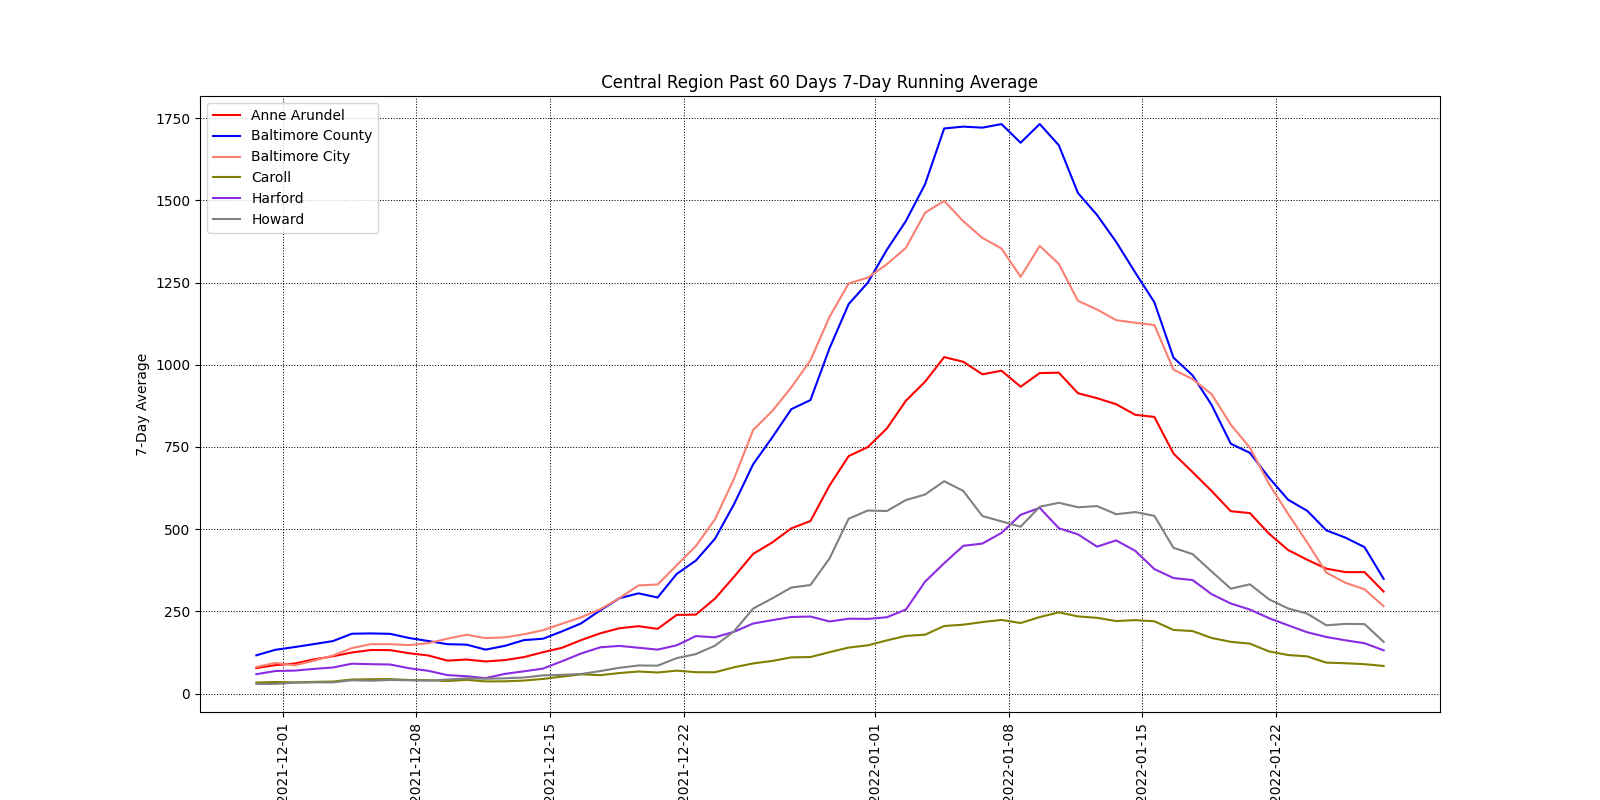 Central Region Past 60 Days 7-Day Running Average
Anne Arundel
Baltimore County
Baltimore City
Caroll
Harford
Howard
7-Day Average
1750
1500
1250
1000
750
500
250
0
2021-12-01
2021-12-08
2021-12-15
2021-12-22
2022-01-01
2022-01-08
2022-01-15
2022-01-22